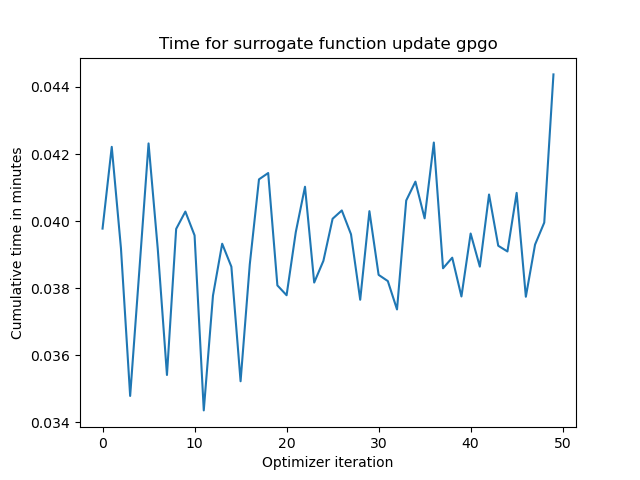 Time for surrogate function update gpgo
Cumulative time in minutes
0.044
0.042
0.040
0.038
0.036
0.034
0 10 20 30 40 50
Optimizer iteration